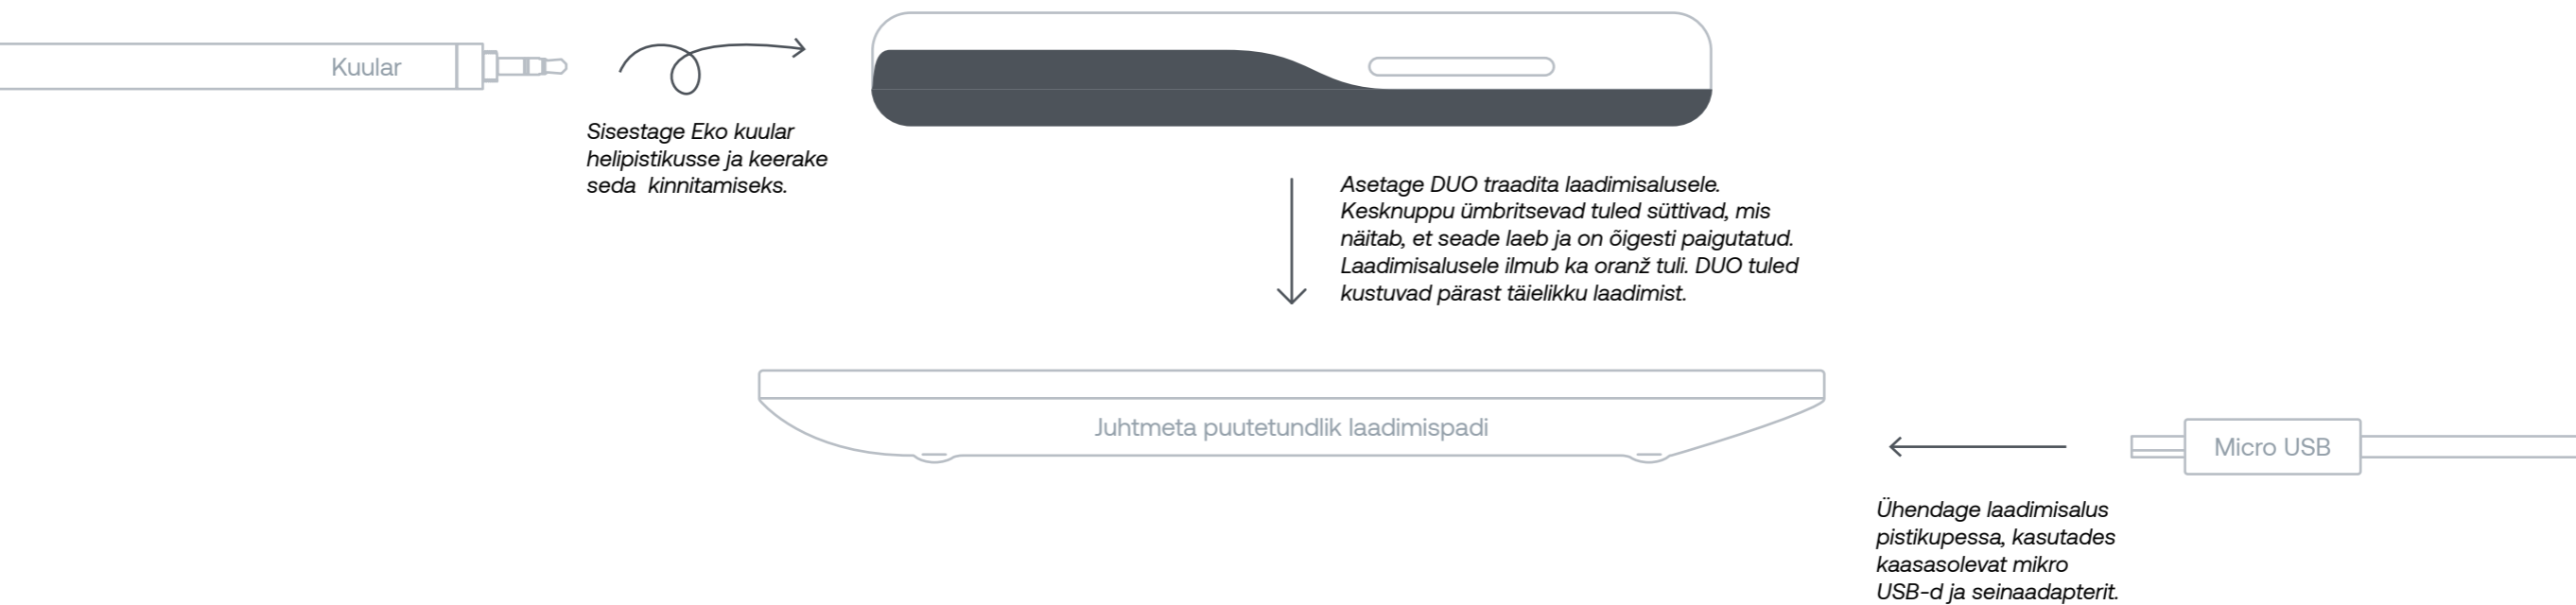 Kuular
Sisestage Eko kuular
helipistikusse ja keerake
seda kinnitamiseks.
Asetage DUO traadita laadimisalusele.
Kesknuppu ümbritsevad tuled süttivad, mis
näitab, et seade laeb ja on õigesti paigutatud.
Laadimisalusele ilmub ka oranž tuli. DUO tuled
kustuvad pärast täielikku laadimist.
Juhtmeta puutetundlik laadimispadi
Micro USB
Ühendage laadimisalus
pistikupessa, kasutades
kaasasolevat mikro
USB-d ja seinaadapterit.